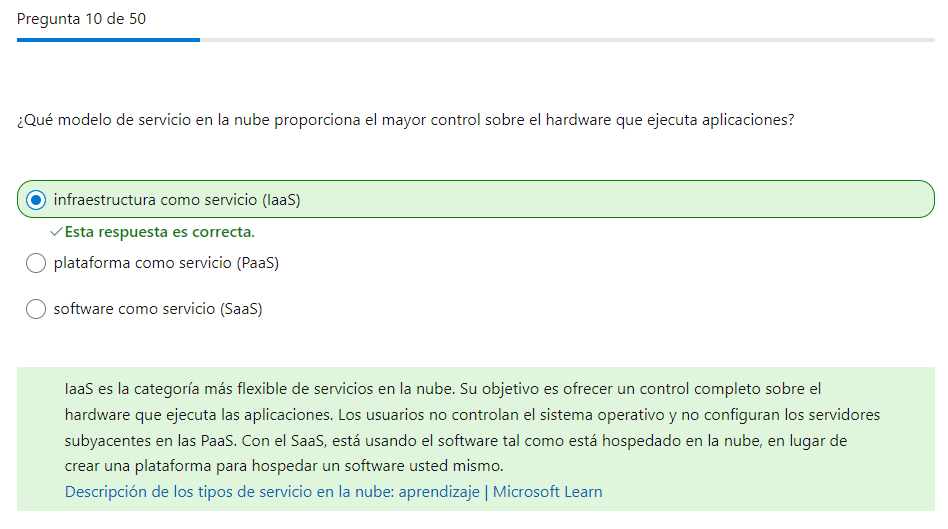 Pregunta 10 de 50
¿Qué modelo de servicio en la nube proporciona el mayor control sobre el hardware que ejecuta aplicaciones?
infraestructura como servicio (IaaS)
Esta respuesta es correcta.
plataforma como servicio (PaaS)
software como servicio (SaaS)
IaaS es la categoría más flexible de servicios en la nube. Su objetivo es ofrecer un control completo sobre el
hardware que ejecuta las aplicaciones. Los usuarios no controlan el sistema operativo y no configuran los servidores
subyacentes en las PaaS. Con el SaaS, está usando el software tal como está hospedado en la nube, en lugar de
crear una plataforma para hospedar un software usted mismo.
Descripción de los tipos de servicio en la nube: aprendizaje | Microsoft Learn